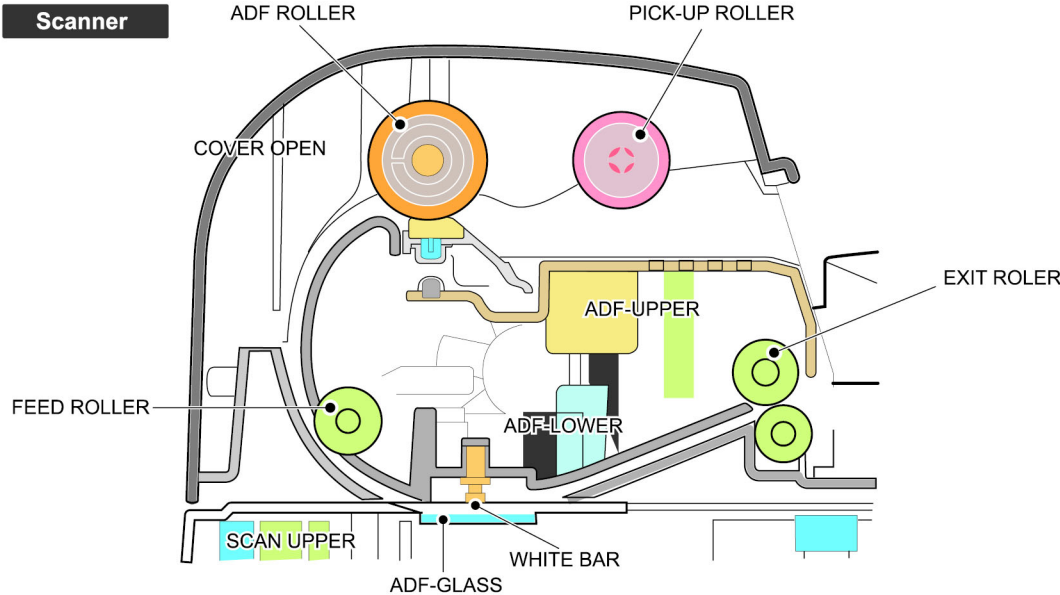 Scanner
ADF ROLLER
PICK-UP ROLLER
COVER OPEN
EXIT ROLER
ADF-UPPER
FEED ROLLER
ADF-LOWER
SCAN UPPER
WHITE BAR
ADF-GLASS